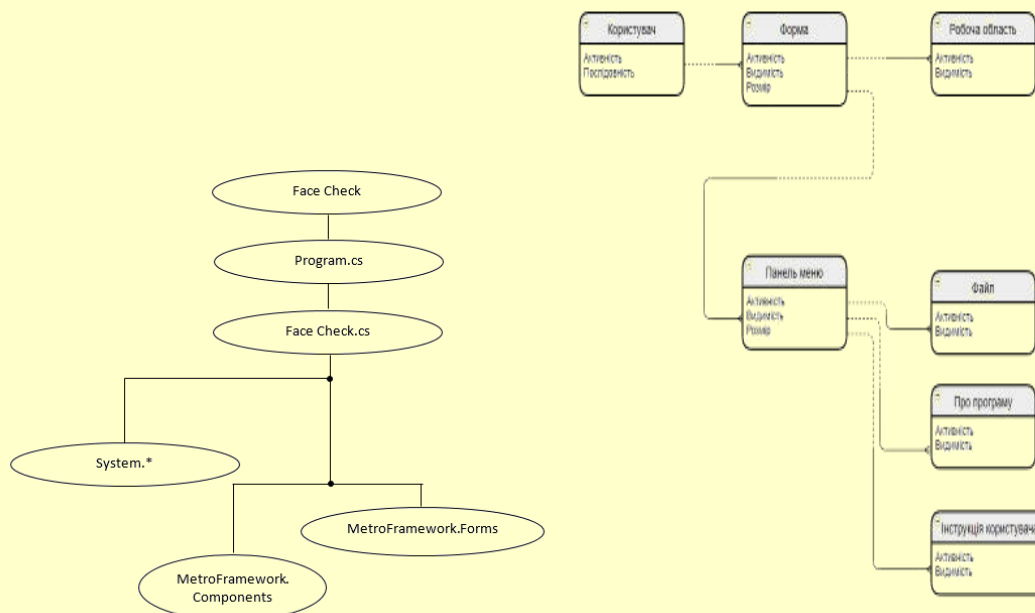 Face Check
Program.cs
Face Check.cs
System.*
MetroFramework.Forms
MetroFramework.
Components
Користувач
Активність
Послідовність
Форма
Активність
Видимість
Розмір
Робоча область
Активність
Видимість
Панель меню
Активність
Видимість
Розмір
Файл
Активність
Видимість
Про програму
Активність
Видимість
Інструкція користувача
Активність
Видимість